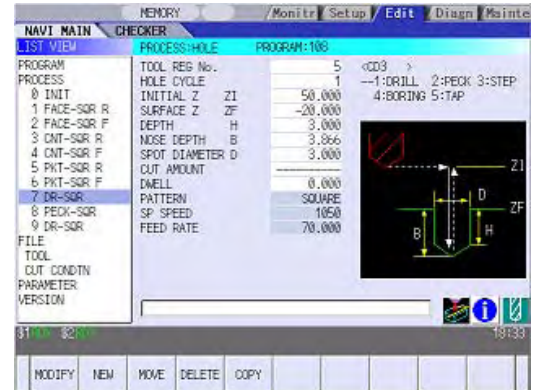 MEMORY Monitr Setup Edit Diagn Mainte
NAVI MAIN CHECKER
LIST VIEW PROCESS:HOLE PROGRAM:108
PROGRAM
PROCESS
0 INIT
1 FACE-SQR R
2 FACE-SQR F
3 CNT-SQR R
4 CNT-SQR F
5 PKT-SQR R
6 PKT-SQR F
7 DR-SQR
8 PECK-SQR
9 DR-SQR
FILE
TOOL
CUT CONDTN
PARAMETER
VERSION
TOOL REG No. 5 <CD3 >
HOLE CYCLE 1 --1:DRILL 2:PECK 3:STEP
INITIAL Z ZI 50.000 4:BORING 5:TAP
SURFACE Z ZF -20.000
DEPTH H 3.000
NOSE DEPTH B 3.866
SPOT DIAMETER D 3.000
CUT AMOUNT
DWELL 0.000
PATTERN SQUARE
SP SPEED 1050
FEED RATE 70.000
ZI
D
ZF
B H
$1 $2
18:33
MODIFY NEW MOVE DELETE COPY